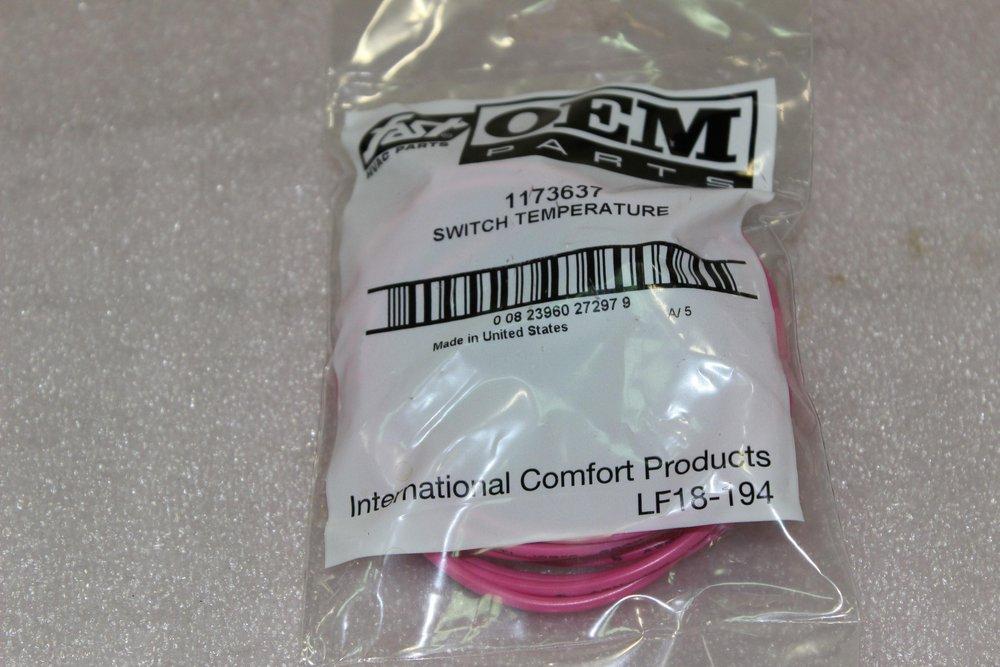 Fast
HVAC PARTS
OEM
PARTS
1173637
SWITCH TEMPERATURE
0 08 23960 27297 9
A/ 5
Made in United States
International Comfort Products
LF18-194